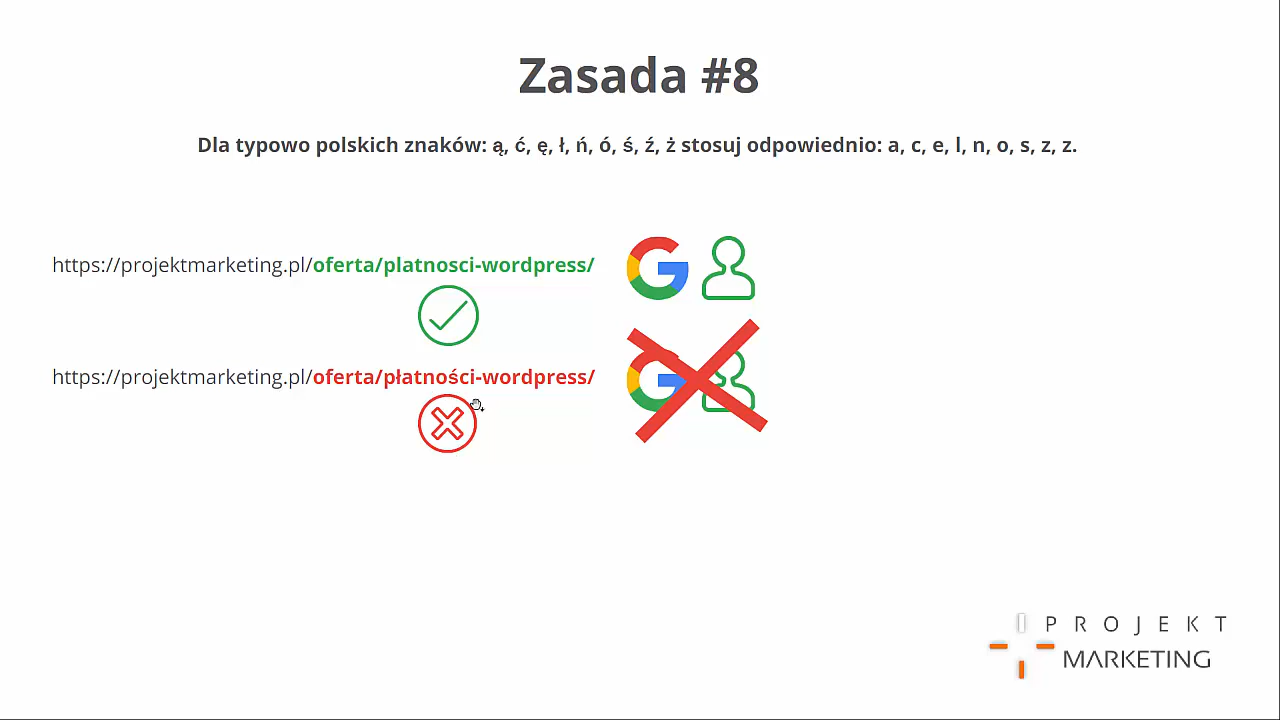 Zasada #8
Dla typowo polskich znaków: ą, ć, ę, ł, ń, ó, ś, ź, ż stosuj odpowiednio: a, c, e, l, n, o, s, z, z.
https://projektmarketing.pl/oferta/platnosci-wordpress/
https://projektmarketing.pl/oferta/płatności-wordpress/
PROJEKT
MARKETING